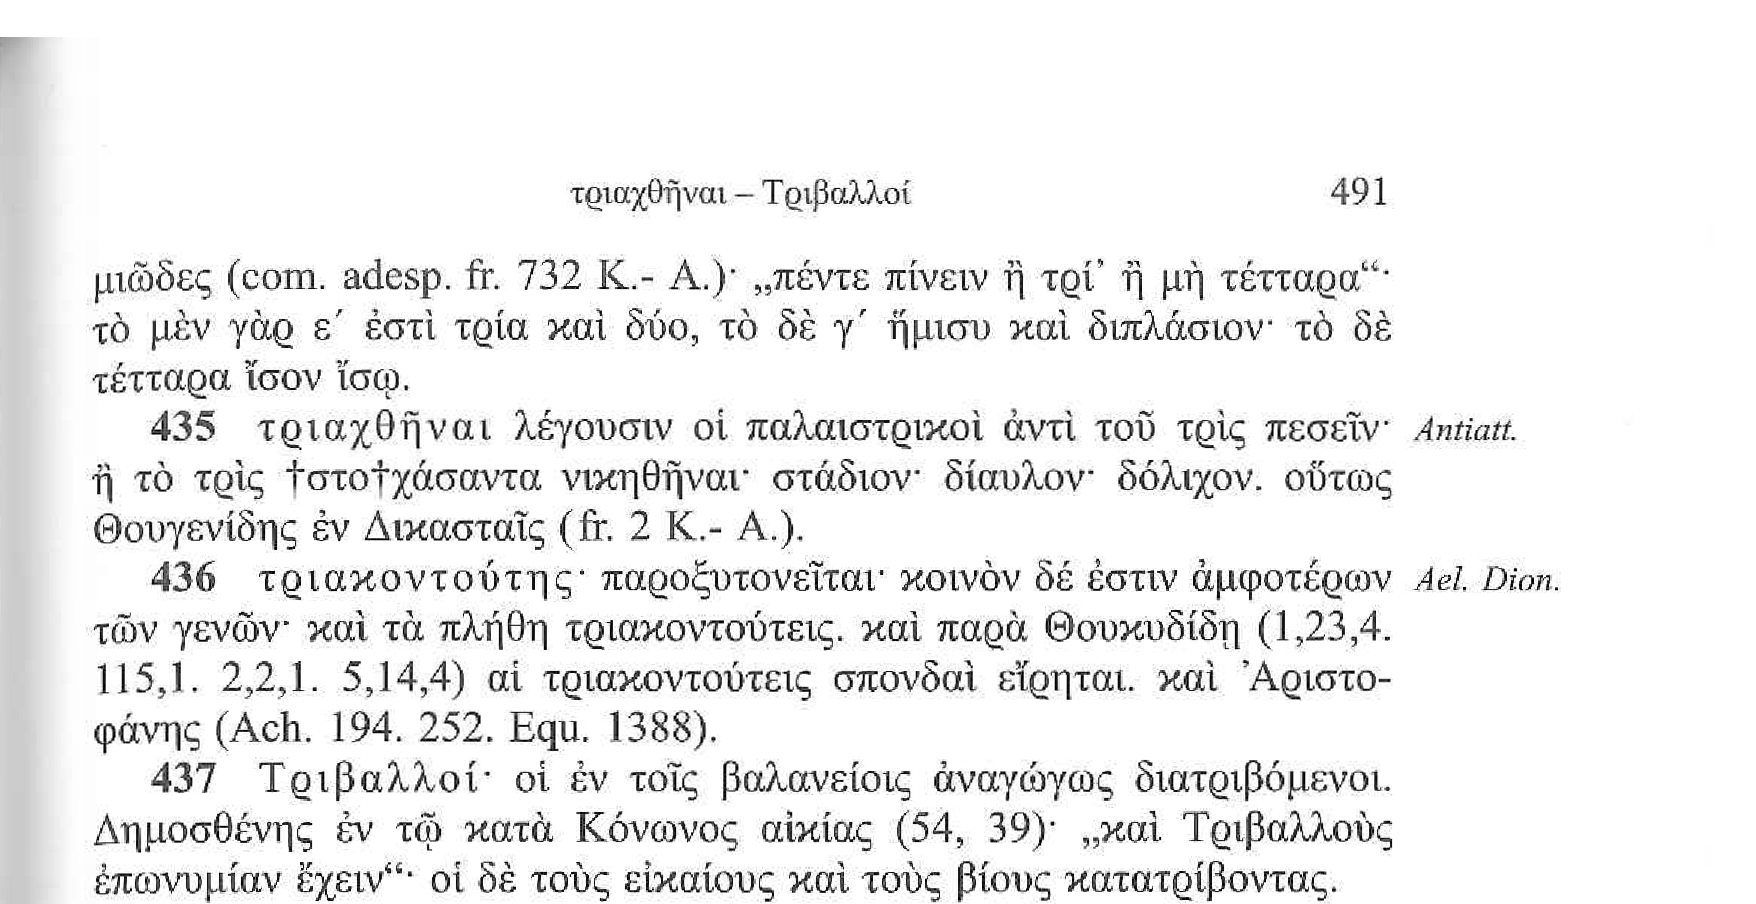 τριαχθῆναι – Τριβαλλοί 491
μιῶδες (com. adesp. fr. 732 K.- A.)· „πέντε πίνειν ἢ τρί’ ἢ μὴ τέτταρα“·
τὸ μὲν γὰρ ε´ ἐστὶ τρία καὶ δύο, τὸ δὲ γ´ ἥμισυ καὶ διπλάσιον· τὸ δὲ
τέτταρα ἴσον ἴσῳ.
435 τριαχθῆναι λέγουσιν οἱ παλαιστρικοὶ ἀντὶ τοῦ τρὶς πεσεῖν· Antiatt.
ἢ τὸ τρὶς †στο†χάσαντα νικηθῆναι· στάδιον· δίαυλον· δόλιχον. οὕτως
Θουγενίδης ἐν Δικασταῖς (fr. 2 K.- A.).
436 τριακοντούτης· παροξυτονεῖται· κοινὸν δέ ἐστιν ἀμφοτέρων Ael. Dion.
τῶν γενῶν· καὶ τὰ πλήθη τριακοντούτεις. καὶ παρὰ Θουκυδίδῃ (1,23,4.
115,1. 2,2,1. 5,14,4) αἱ τριακοντούτεις σπονδαὶ εἴρηται. καὶ Ἀριστο-
φάνης (Ach. 194. 252. Equ. 1388).
437 Τριβαλλοί· οἱ ἐν τοῖς βαλανείοις ἀναγώγως διατριβόμενοι.
Δημοσθένης ἐν τῷ κατὰ Κόνωνος αἰκίας (54, 39)· „καὶ Τριβαλλοὺς
ἐπωνυμίαν ἔχειν“· οἱ δὲ τοὺς εἰκαίους καὶ τοὺς βίους κατατρίβοντας.